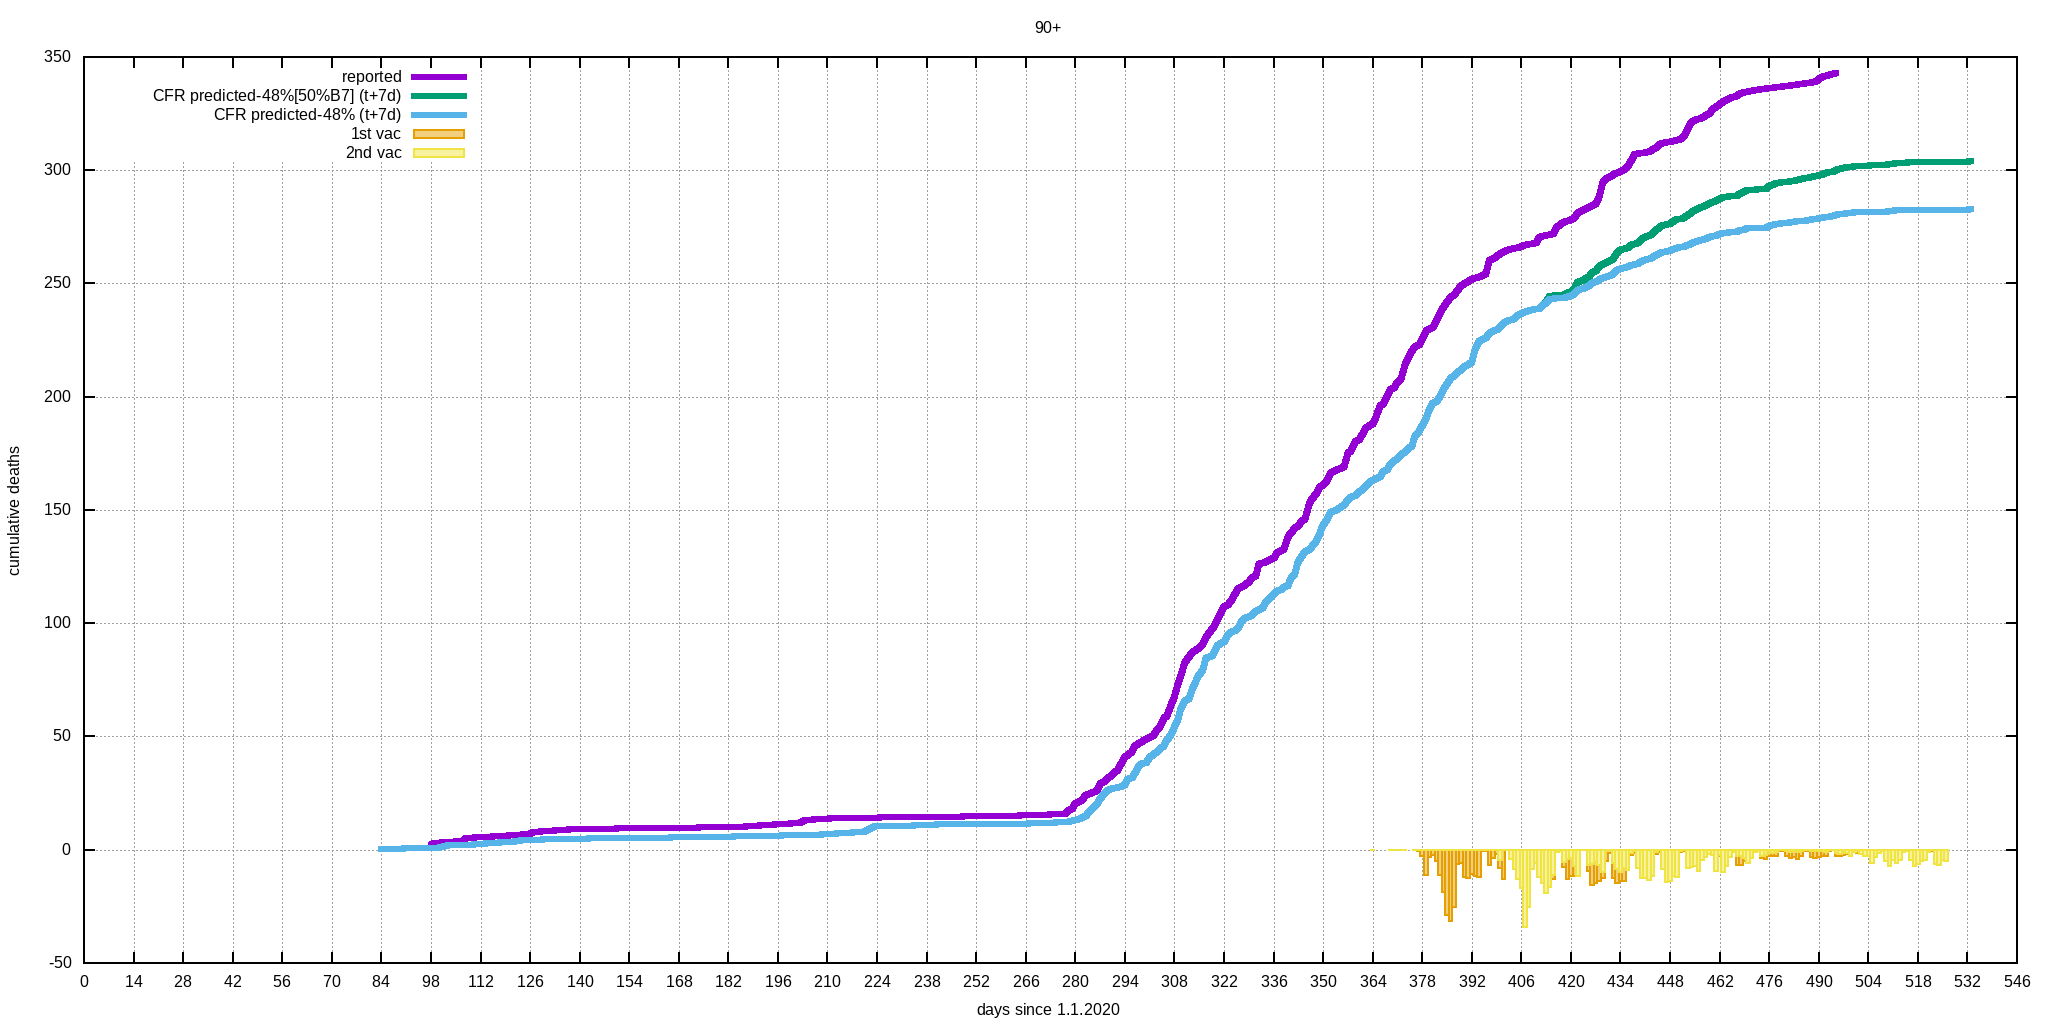 90+
350
300
250
200
150
100
50
0
-50
cumulative deaths
reported
CFR predicted-48%[50%B7] (t+7d)
CFR predicted-48% (t+7d)
1st vac
2nd vac
0 14 28 42 56 70 84 98 112 126 140 154 168 182 196 210 224 238 252 266 280 294 308 322 336 350 364 378 392 406 420 434 448 462 476 490 504 518 532 546
days since 1.1.2020